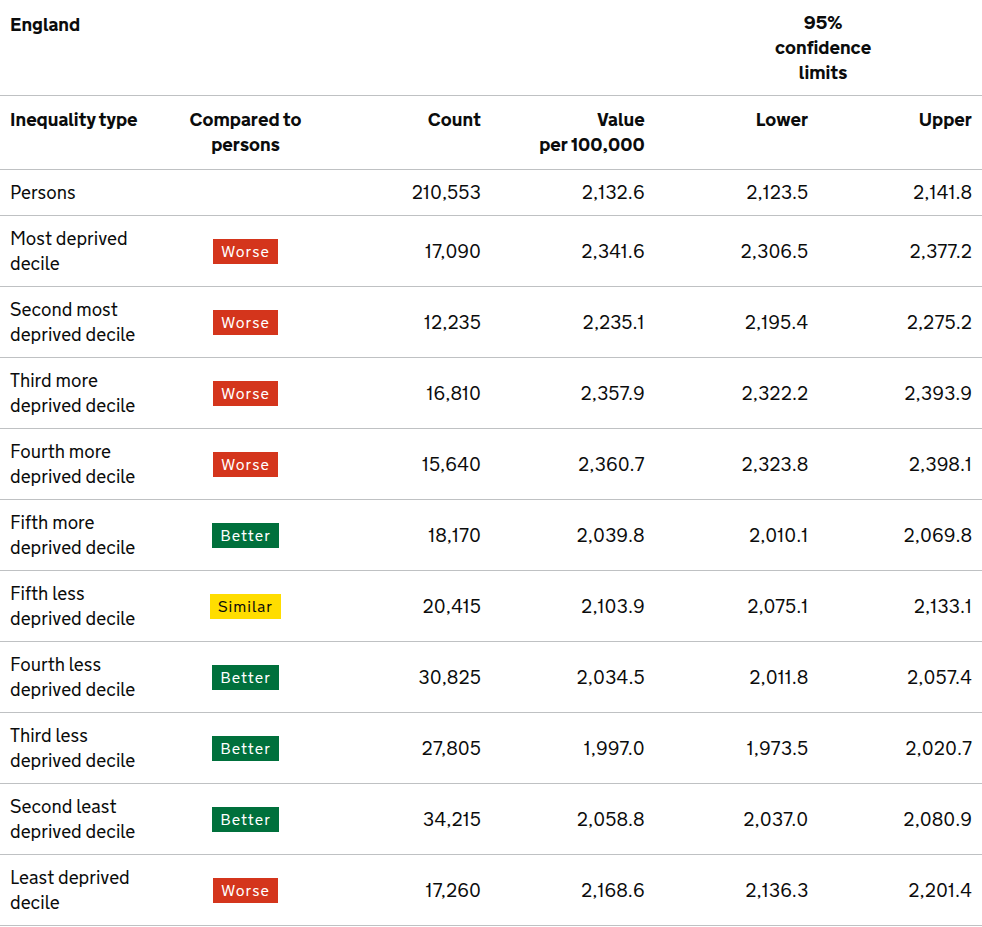 England
95%
confidence
limits
Inequality type Compared to persons Count Value per 100,000 Lower Upper
Persons 210,553 2,132.6 2,123.5 2,141.8
Most deprived decile Worse 17,090 2,341.6 2,306.5 2,377.2
Second most deprived decile Worse 12,235 2,235.1 2,195.4 2,275.2
Third more deprived decile Worse 16,810 2,357.9 2,322.2 2,393.9
Fourth more deprived decile Worse 15,640 2,360.7 2,323.8 2,398.1
Fifth more deprived decile Better 18,170 2,039.8 2,010.1 2,069.8
Fifth less deprived decile Similar 20,415 2,103.9 2,075.1 2,133.1
Fourth less deprived decile Better 30,825 2,034.5 2,011.8 2,057.4
Third less deprived decile Better 27,805 1,997.0 1,973.5 2,020.7
Second least deprived decile Better 34,215 2,058.8 2,037.0 2,080.9
Least deprived decile Worse 17,260 2,168.6 2,136.3 2,201.4